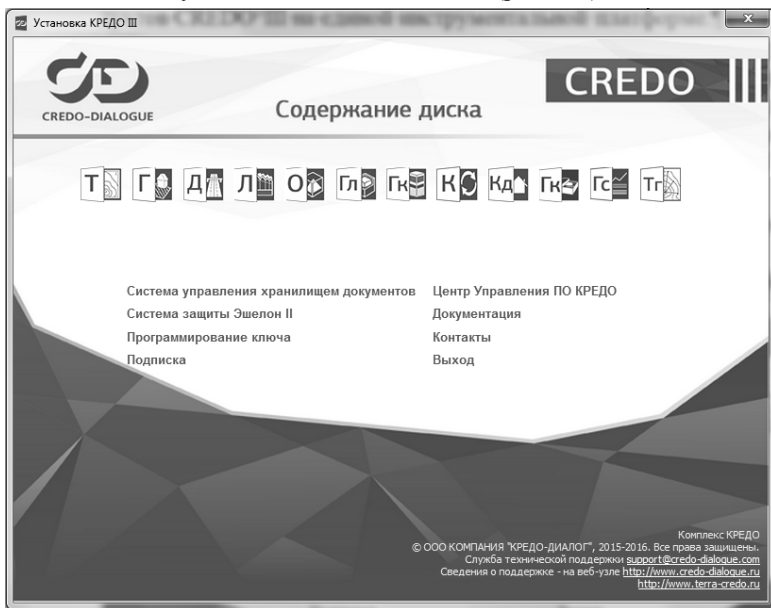 Установка КРЕДО III
CREDO-DIALOGUE
CREDO
Содержание диска
Т Г Д Л О Гл Гк К Кд Гк Гс Тг
Система управления хранилищем документов
Система защиты Эшелон II
Программирование ключа
Подписка
Центр Управления ПО КРЕДО
Документация
Контакты
Выход
Комплекс КРЕДО
© ООО КОМПАНИЯ "КРЕДО-ДИАЛОГ", 2015-2016. Все права защищены.
Служба технической поддержки support@credo-dialogue.com
Сведения о поддержке - на веб-узле http://www.credo-dialogue.ru
http://www.terra-credo.ru